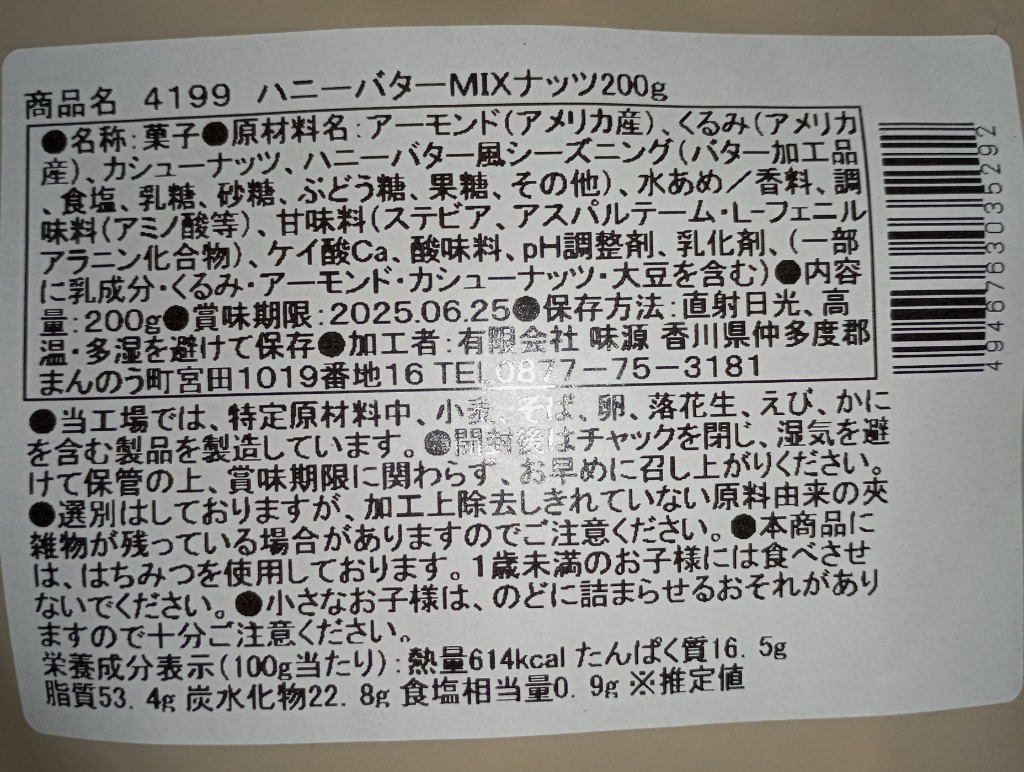 商品名 4199 ハニーバターMIXナッツ200g
●名称:菓子●原材料名:アーモンド(アメリカ産)、くるみ(アメリカ
産)、カシューナッツ、ハニーバター風シーズニング(バター加工品
、食塩、乳糖、砂糖、ぶどう糖、果糖、その他)、水あめ/香料、調
味料(アミノ酸等)、甘味料(ステビア、アスパルテーム・L-フェニル
アラニン化合物)、ケイ酸Ca、酸味料、pH調整剤、乳化剤、(一部
に乳成分・くるみ・アーモンド・カシューナッツ・大豆を含む)●内容
量:200g●賞味期限:2025.06.25●保存方法:直射日光、高
温・多湿を避けて保存●加工者:有限会社 味源 香川県仲多度郡
まんのう町宮田1019番地16 TEL0877-75-3181
●当工場では、特定原材料中、小麦、そば、卵、落花生、えび、かに
を含む製品を製造しています。●開封後はチャックを閉じ、湿気を避
けて保管の上、賞味期限に関わらず、お早めに召し上がりください。
●選別はしておりますが、加工上除去しきれていない原料由来の夾
雑物が残っている場合がありますのでご注意ください。●本商品に
は、はちみつを使用しております。1歳未満のお子様には食べさせ
ないでください。●小さなお子様は、のどに詰まらせるおそれがあり
ますので十分ご注意ください。
栄養成分表示(100g当たり):熱量614kcal たんぱく質16.5g
脂質53.4g 炭水化物22.8g 食塩相当量0.9g ※推定値
4946763035292